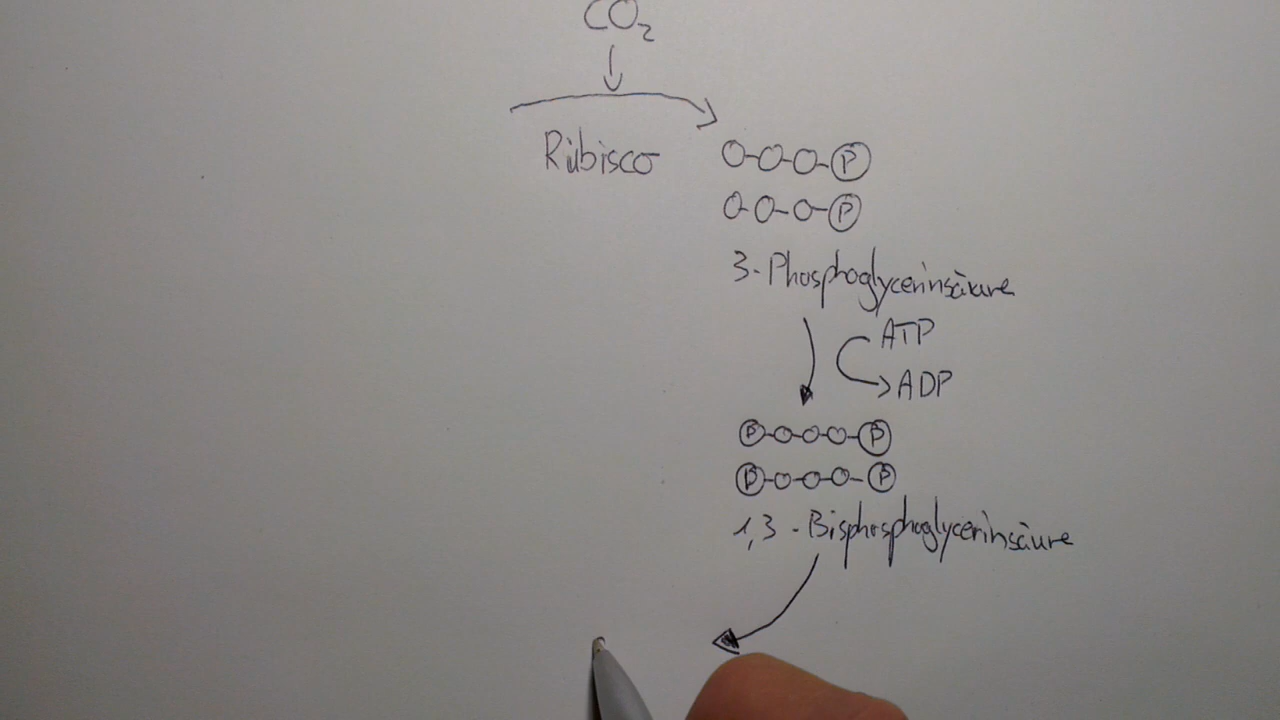 CO2
Rubisco
O-O-O-P
O-O-O-P
3-Phosphoglycerinsäure
ATP
ADP
P-O-O-O-P
P-O-O-O-P
1,3-Bisphosphoglycerinsäure